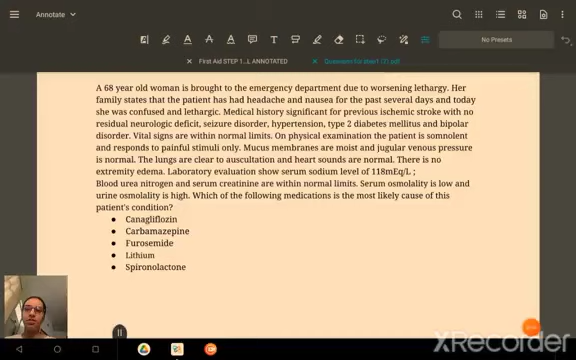 Annotate
No Presets
First Aid STEP 1...L ANNOTATED
A 68 year old woman is brought to the emergency department due to worsening lethargy. Her
family states that the patient has had headache and nausea for the past several days and today
she was confused and lethargic. Medical history significant for previous ischemic stroke with no
residual neurologic deficit, seizure disorder, hypertension, type 2 diabetes mellitus and bipolar
disorder. Vital signs are within normal limits. On physical examination the patient is somnolent
and responds to painful stimuli only. Mucus membranes are moist and jugular venous pressure
is normal. The lungs are clear to auscultation and heart sounds are normal. There is no
extremity edema. Laboratory evaluation show serum sodium level of 118mEq/L ;
Blood urea nitrogen and serum creatinine are within normal limits. Serum osmolality is low and
urine osmolality is high. Which of the following medications is the most likely cause of this
patient's condition?
● Canagliflozin
● Carbamazepine
● Furosemide
● Lithium
● Spironolactone
XRecorder